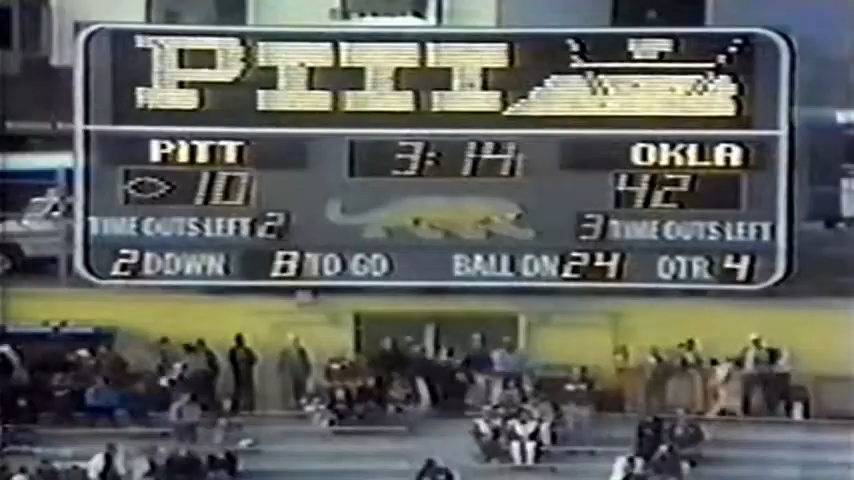 PITT
PITT 3:14 OKLA
10 42
TIME OUTS LEFT 2 3 TIME OUTS LEFT
2 DOWN 8 TO GO BALL ON 24 QTR 4